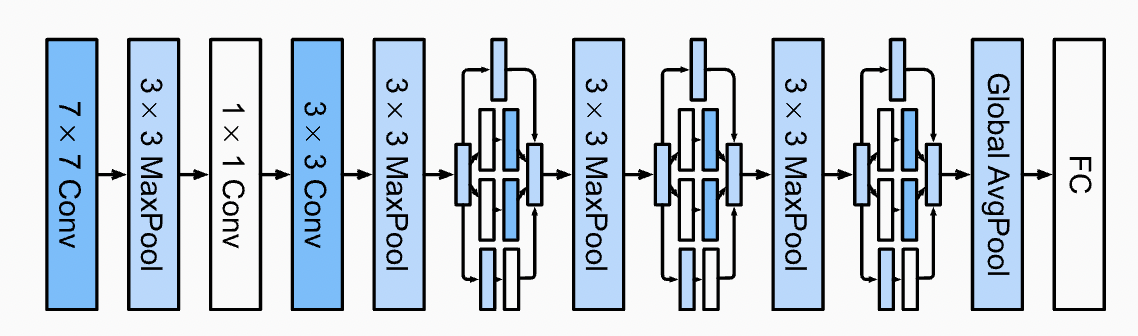 7 × 7 Conv
3 × 3 MaxPool
1 × 1 Conv
3 × 3 Conv
3 × 3 MaxPool
3 × 3 MaxPool
3 × 3 MaxPool
Global AvgPool
FC